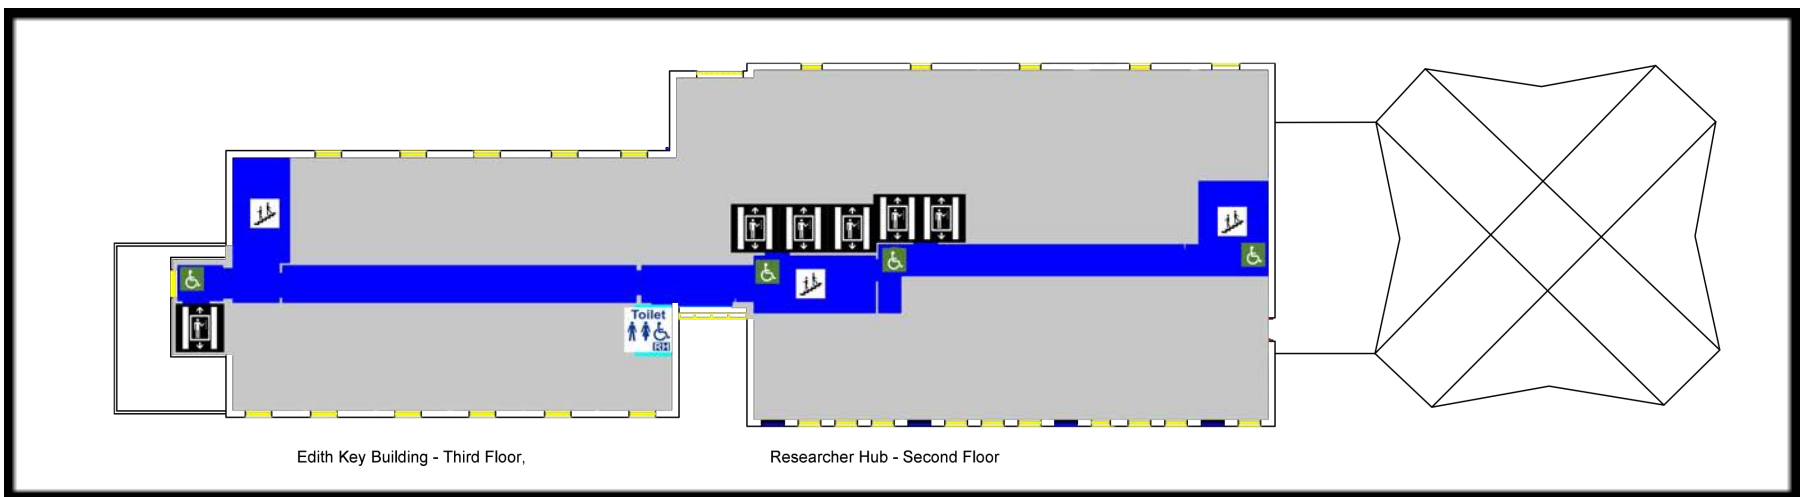 Toilet
RH
Edith Key Building - Third Floor,
Researcher Hub - Second Floor